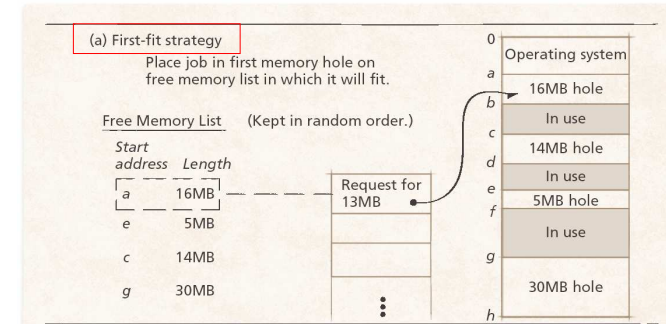 (a) First-fit strategy
Place job in first memory hole on
free memory list in which it will fit.
Free Memory List (Kept in random order.)
Start
address Length
a 16MB
e 5MB
c 14MB
g 30MB
Request for
13MB
0
Operating system
a
16MB hole
b
In use
c
14MB hole
d
In use
e
5MB hole
f
In use
g
30MB hole
h